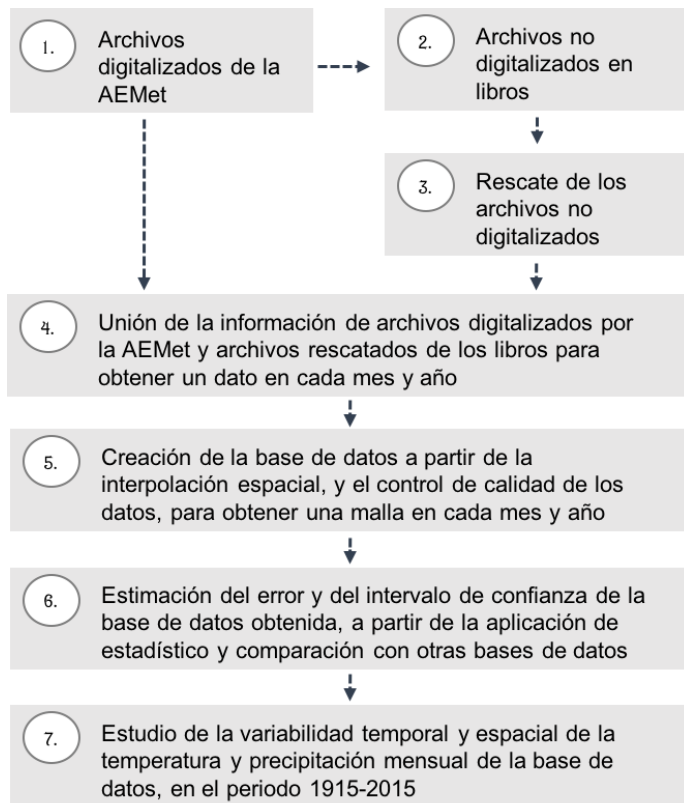 1.
Archivos
digitalizados de la
AEMet
2.
Archivos no
digitalizados en
libros
3.
Rescate de los
archivos no
digitalizados
4.
Unión de la información de archivos digitalizados por
la AEMet y archivos rescatados de los libros para
obtener un dato en cada mes y año
5.
Creación de la base de datos a partir de la
interpolación espacial, y el control de calidad de los
datos, para obtener una malla en cada mes y año
6.
Estimación del error y del intervalo de confianza de la
base de datos obtenida, a partir de la aplicación de
estadístico y comparación con otras bases de datos
7.
Estudio de la variabilidad temporal y espacial de la
temperatura y precipitación mensual de la base de
datos, en el periodo 1915-2015